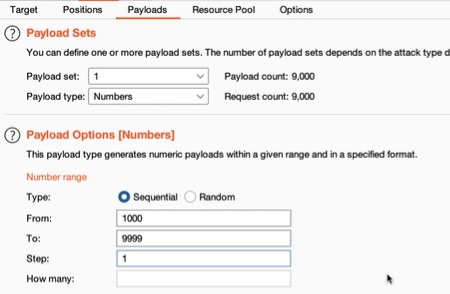 Target Positions Payloads Resource Pool Options
? Payload Sets
You can define one or more payload sets. The number of payload sets depends on the attack type d
Payload set: 1 Payload count: 9,000
Payload type: Numbers Request count: 9,000
? Payload Options [Numbers]
This payload type generates numeric payloads within a given range and in a specified format.
Number range
Type: Sequential Random
From: 1000
To: 9999
Step: 1
How many: